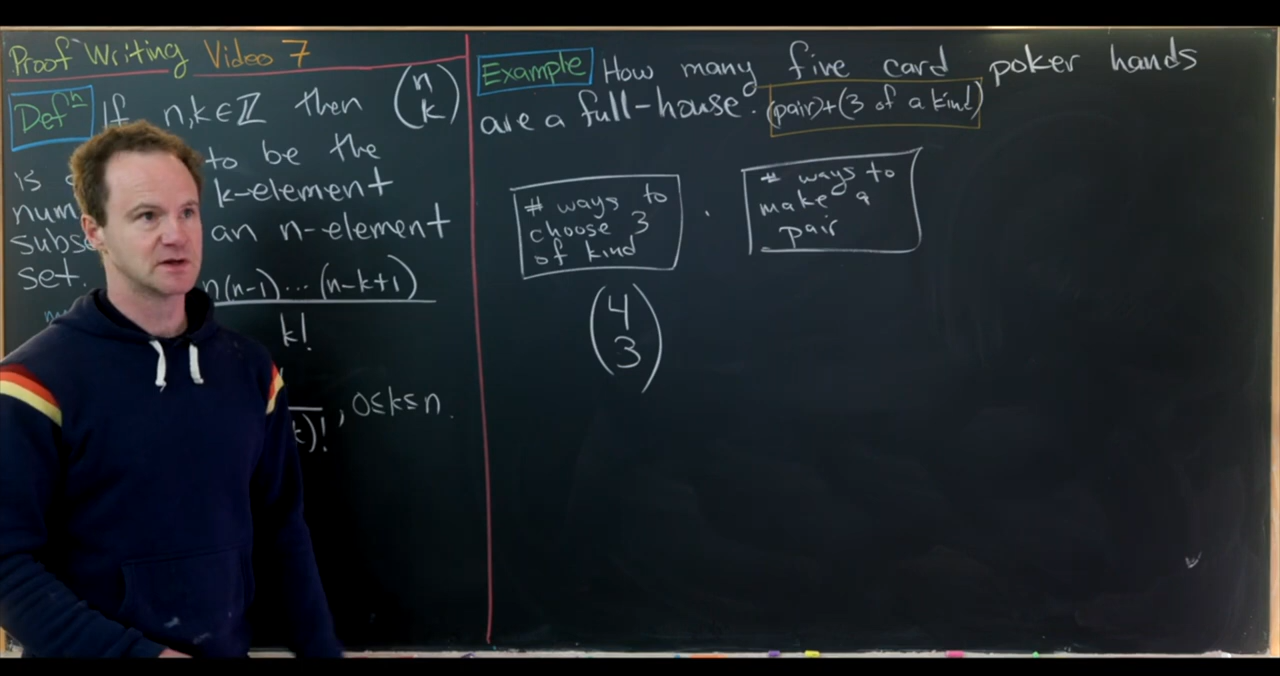 Proof Writing Video 7
Defⁿ If n,k∈ℤ then (n k)
is to be the
k-element
an n-element
set.
n(n-1)...(n-k+1)
k!
)! , 0≤k≤n.
Example How many five card poker hands
are a full-house. (pair)+(3 of a kind)
# ways to
choose 3
of kind
·
# ways to
make a
pair
(4 3)